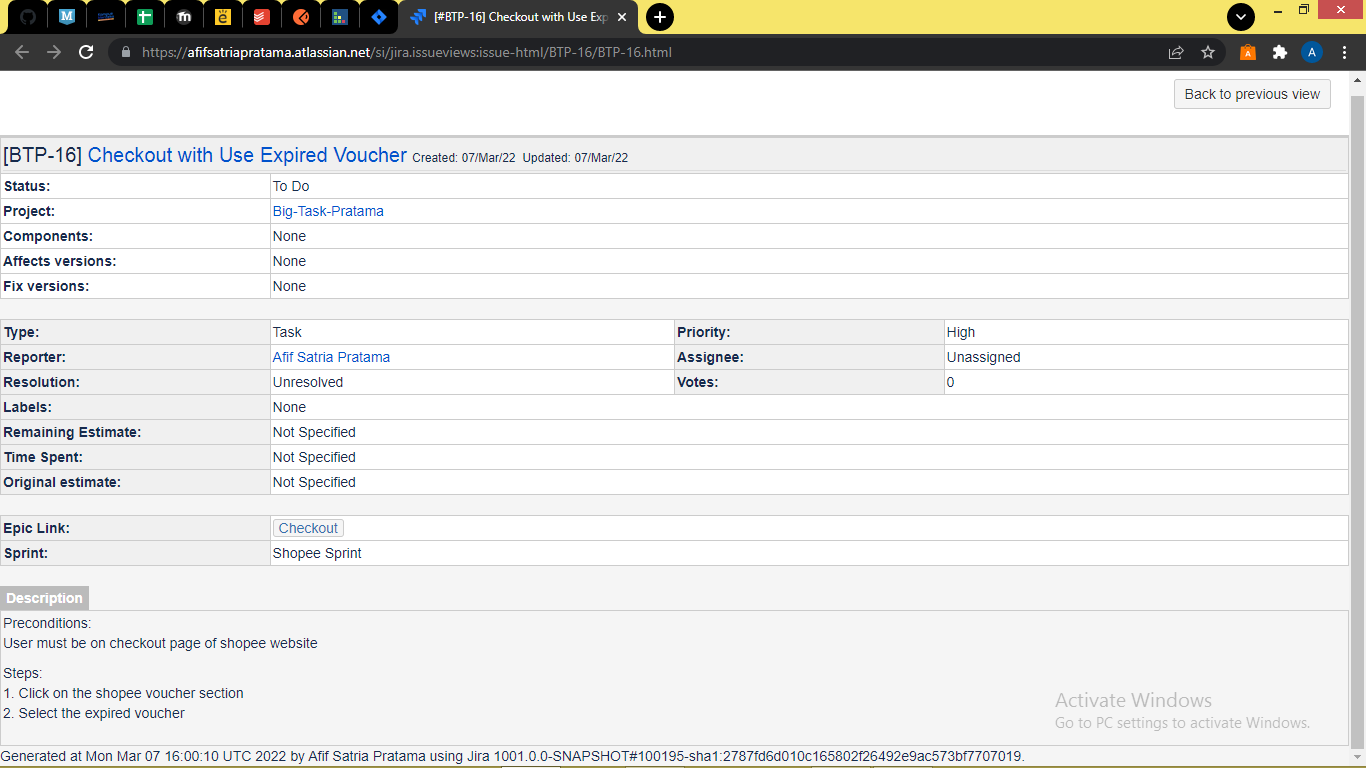 [#BTP-16] Checkout with Use Exp
https://afifsatriapratama.atlassian.net/si/jira.issueviews:issue-html/BTP-16/BTP-16.html
A
Back to previous view
[BTP-16] Checkout with Use Expired Voucher Created: 07/Mar/22 Updated: 07/Mar/22
Status: To Do
Project: Big-Task-Pratama
Components: None
Affects versions: None
Fix versions: None
Type: Task Priority: High
Reporter: Afif Satria Pratama Assignee: Unassigned
Resolution: Unresolved Votes: 0
Labels: None
Remaining Estimate: Not Specified
Time Spent: Not Specified
Original estimate: Not Specified
Epic Link: Checkout
Sprint: Shopee Sprint
Description
Preconditions:
User must be on checkout page of shopee website
Steps:
1. Click on the shopee voucher section
2. Select the expired voucher
Activate Windows
Go to PC settings to activate Windows.
Generated at Mon Mar 07 16:00:10 UTC 2022 by Afif Satria Pratama using Jira 1001.0.0-SNAPSHOT#100195-sha1:2787fd6d010c165802f26492e9ac573bf7707019.